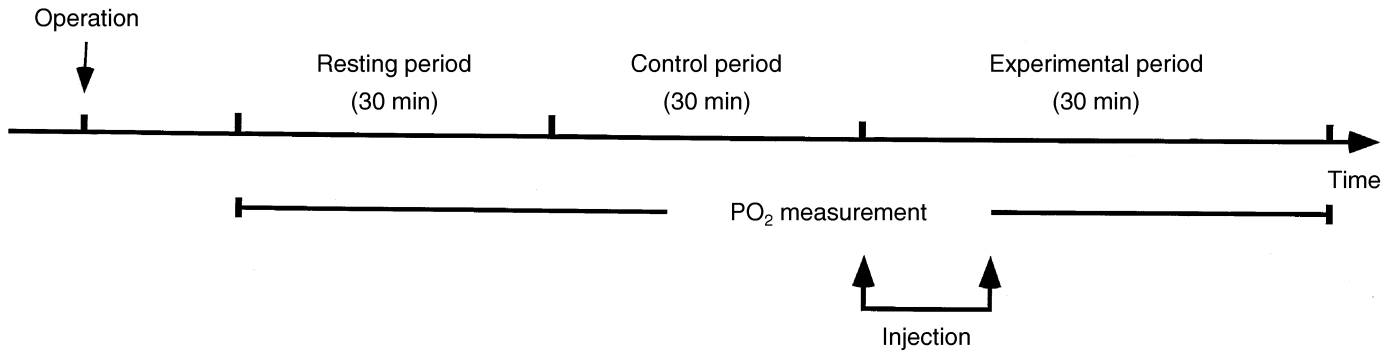 Operation
Resting period
(30 min)
Control period
(30 min)
Experimental period
(30 min)
Time
PO₂ measurement
Injection